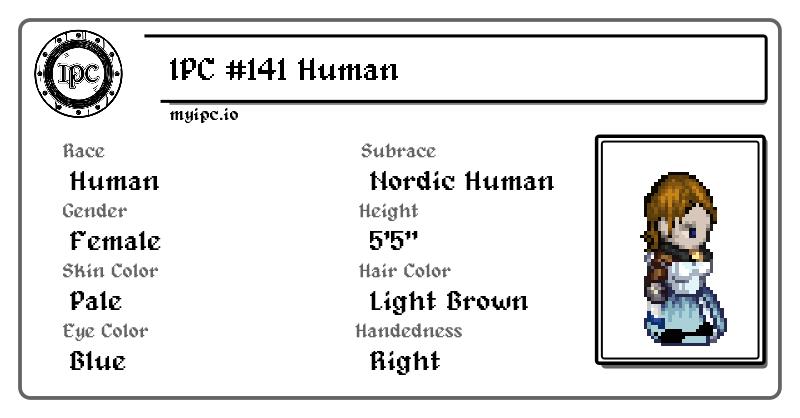 IPC
IPC #141 Human
myipc.io
Race
Human
Subrace
Nordic Human
Gender
Female
Height
5'5"
Skin Color
Pale
Hair Color
Light Brown
Eye Color
Blue
Handedness
Right